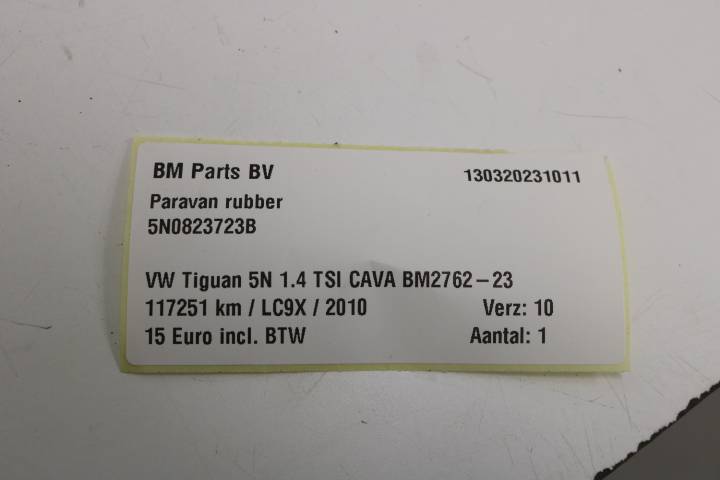 BM Parts BV 130320231011
Paravan rubber
5N0823723B
VW Tiguan 5N 1.4 TSI CAVA BM2762-23
117251 km / LC9X / 2010 Verz: 10
15 Euro incl. BTW Aantal: 1